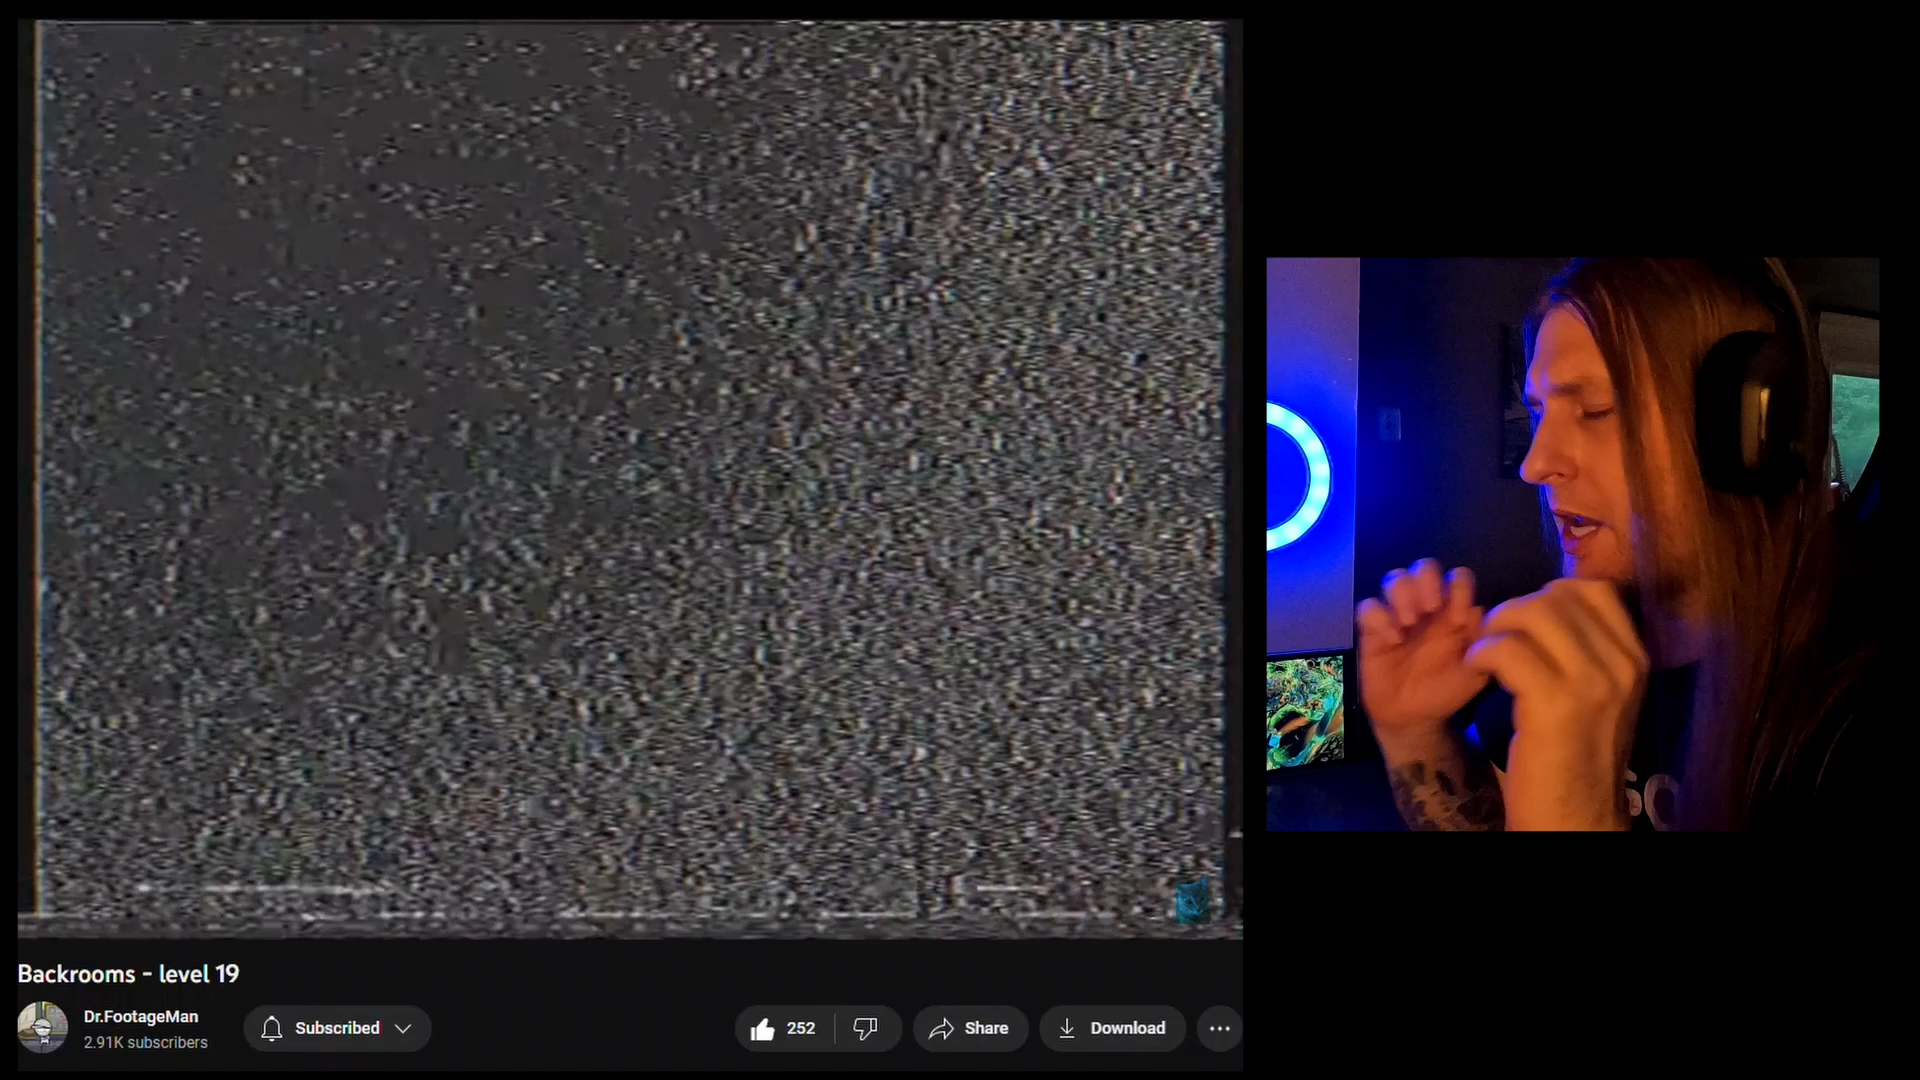 Backrooms - level 19
Dr.FootageMan
2.91K subscribers
Subscribed
252
Share
Download